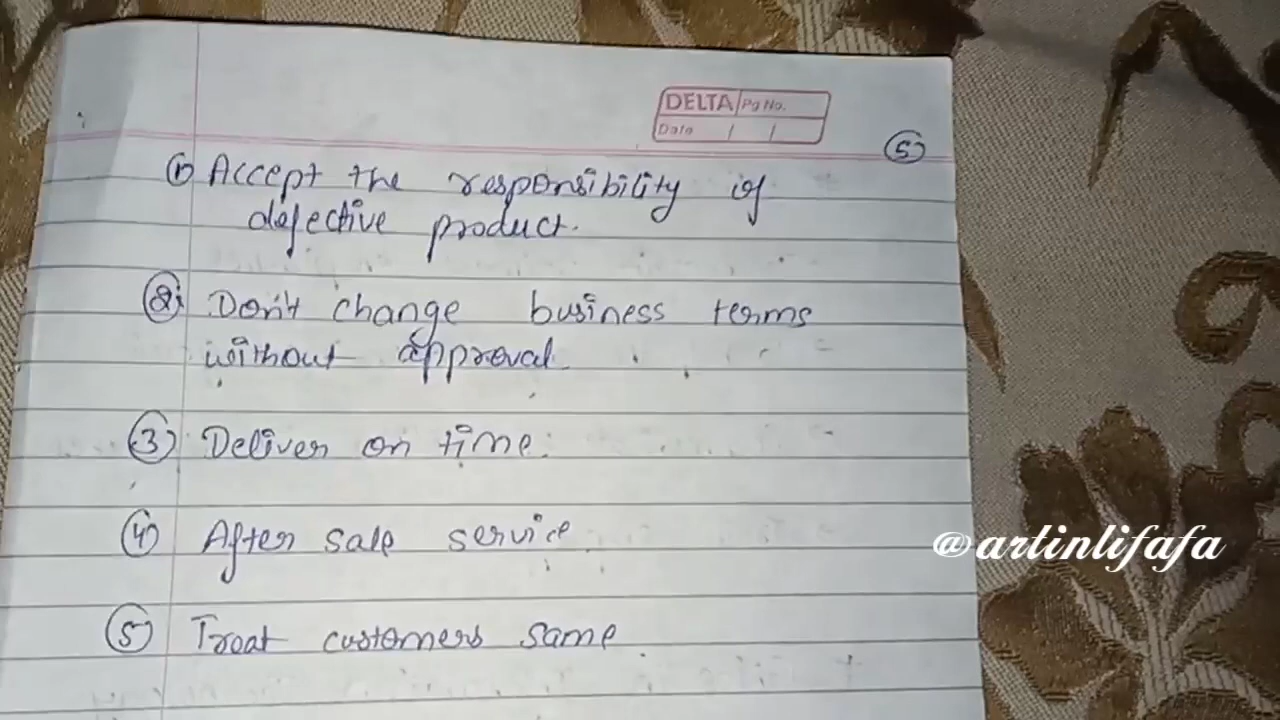 DELTA Pg No.
Date / /
5
1) Accept the responsibility of
defective product.
2) Don't change business terms
without approval.
3) Deliver on time.
4) After sale service.
5) Treat customers same
@artinlifafa